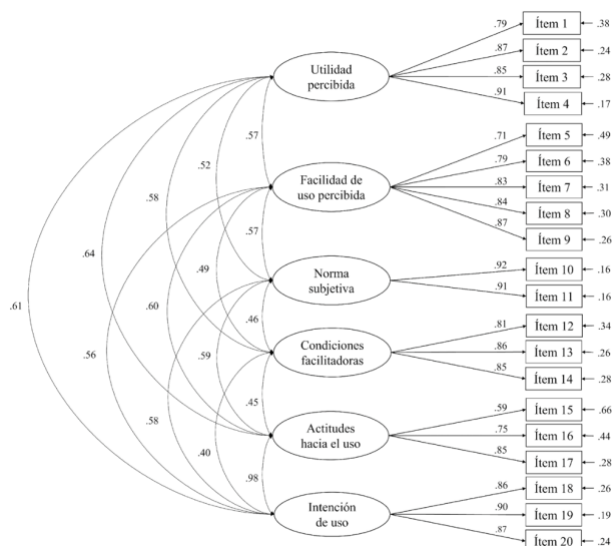 .79 Ítem 1 .38
.87 Ítem 2 .24
.85 Ítem 3 .28
.91 Ítem 4 .17
Utilidad
percibida
.57
.52
.58
.64
.61
.71 Ítem 5 .49
.79 Ítem 6 .38
.83 Ítem 7 .31
.84 Ítem 8 .30
.87 Ítem 9 .26
Facilidad de
uso percibida
.57
.49
.60
.56
.92 Ítem 10 .16
.91 Ítem 11 .16
Norma
subjetiva
.46
.59
.58
.81 Ítem 12 .34
.86 Ítem 13 .26
.85 Ítem 14 .28
Condiciones
facilitadoras
.45
.40
.59 Ítem 15 .66
.75 Ítem 16 .44
.85 Ítem 17 .28
Actitudes
hacia el uso
.98
.86 Ítem 18 .26
.90 Ítem 19 .19
.87 Ítem 20 .24
Intención
de uso